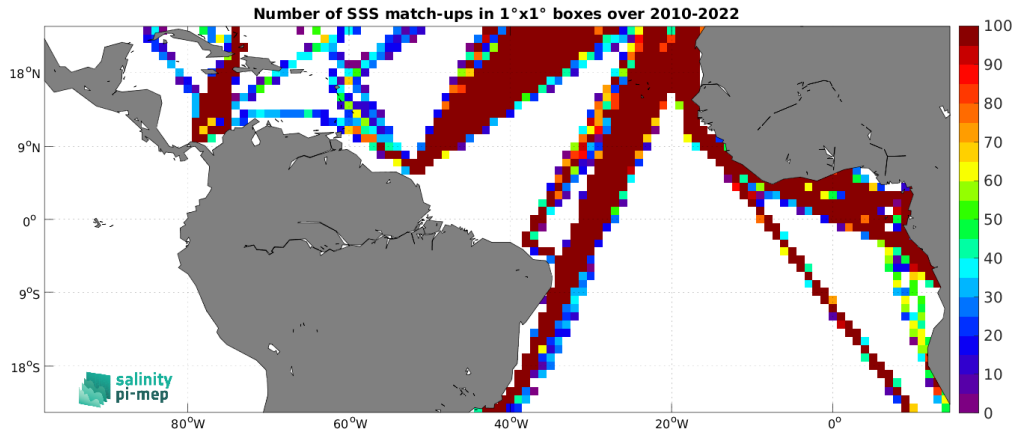 Number of SSS match-ups in 1°x1° boxes over 2010-2022
18°N
9°N
0°
9°S
18°S
80°W
60°W
40°W
20°W
0°
100
90
80
70
60
50
40
30
20
10
0
salinity
pi-mep